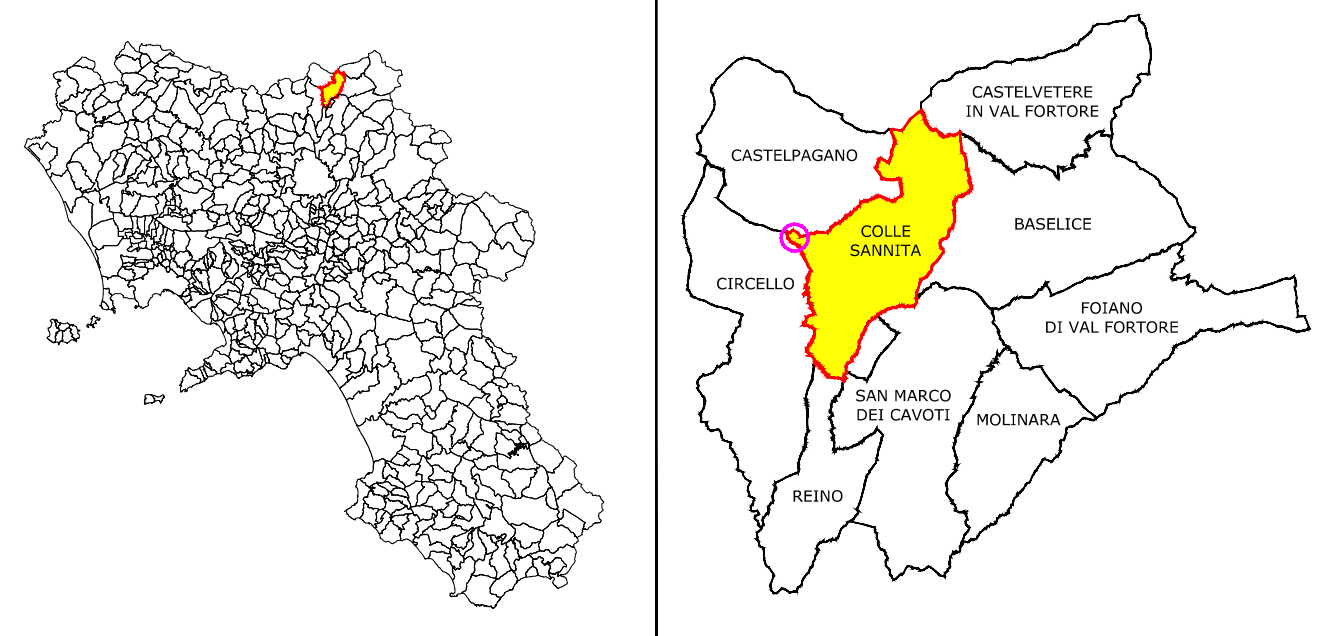 CASTELVETERE
IN VAL FORTORE
CASTELPAGANO
BASELICE
COLLE
SANNITA
CIRCELLO
FOIANO
DI VAL FORTORE
SAN MARCO
DEI CAVOTI
MOLINARA
REINO